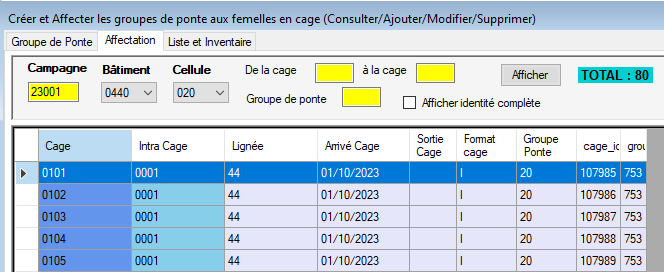 Créer et Affecter les groupes de ponte aux femelles en cage (Consulter/Ajouter/Modifier/Supprimer)
Groupe de Ponte Affectation Liste et Inventaire
Campagne Bâtiment Cellule De la cage à la cage Afficher TOTAL : 80
23001 0440 020
Groupe de ponte Afficher identité complète
Cage Intra Cage Lignée Arrivé Cage Sortie Cage Format cage Groupe Ponte cage_ic grou
0101 0001 44 01/10/2023 I 20 107985 753
0102 0001 44 01/10/2023 I 20 107986 753
0103 0001 44 01/10/2023 I 20 107987 753
0104 0001 44 01/10/2023 I 20 107988 753
0105 0001 44 01/10/2023 I 20 107989 753